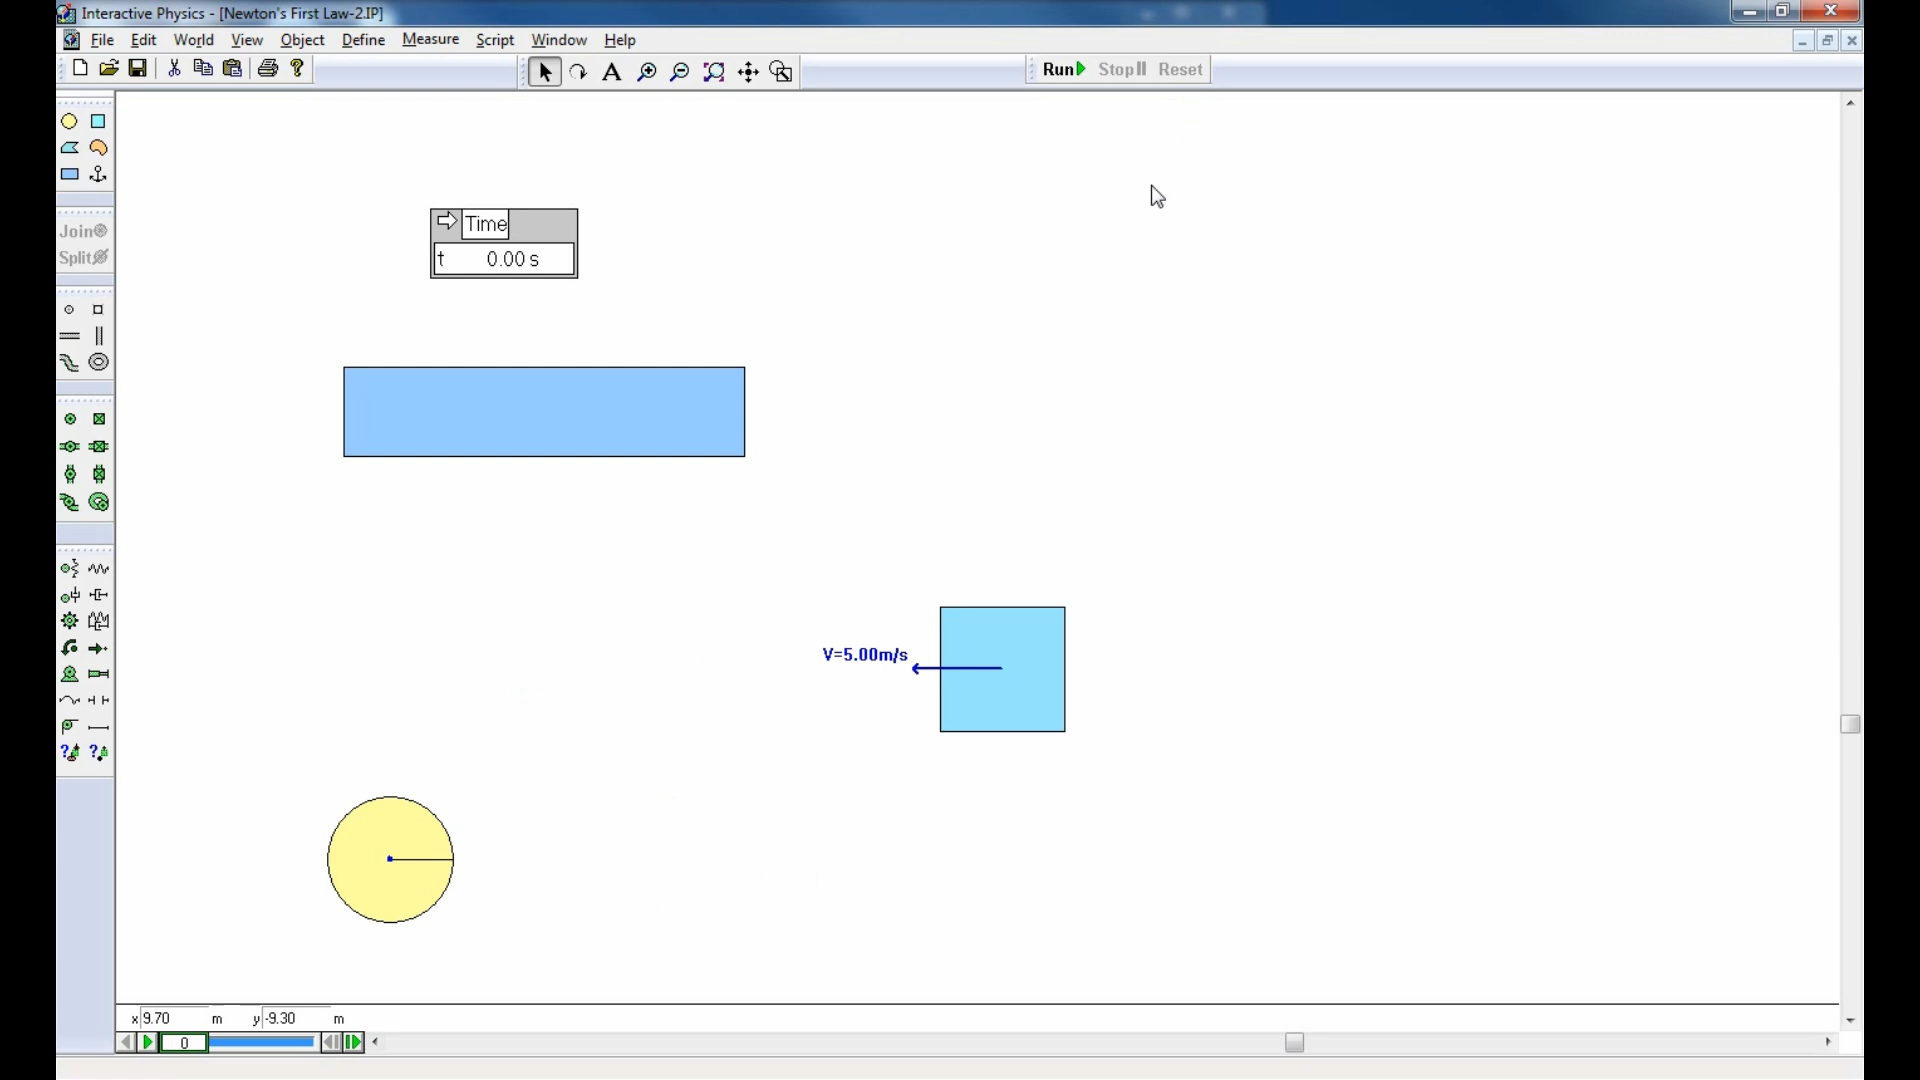 Interactive Physics - [Newton's First Law-2.IP]
File Edit World View Object Define Measure Script Window Help
A Run Stop Reset
Join
Split
Time
t 0.00 s
V=5.00m/s
x 9.70 m y -9.30 m
0